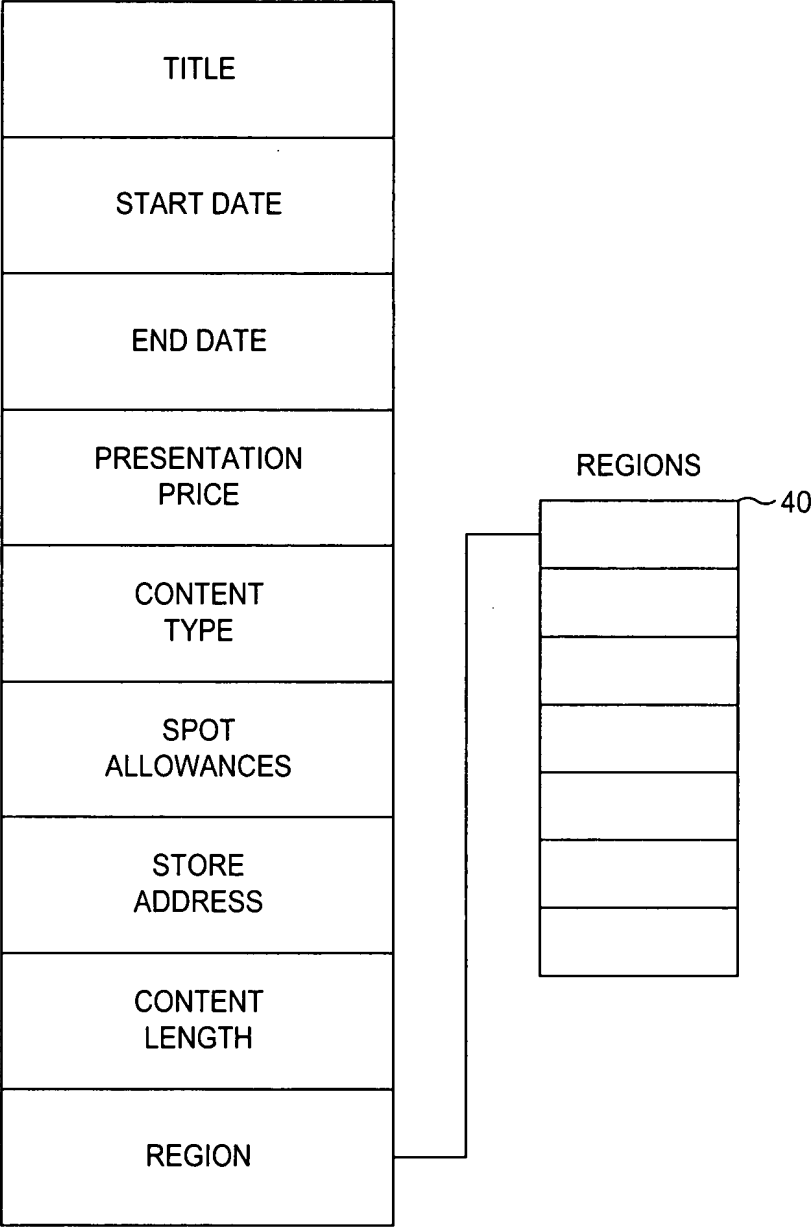 TITLE
START DATE
END DATE
PRESENTATION
PRICE
CONTENT
TYPE
SPOT
ALLOWANCES
STORE
ADDRESS
CONTENT
LENGTH
REGION
REGIONS
40